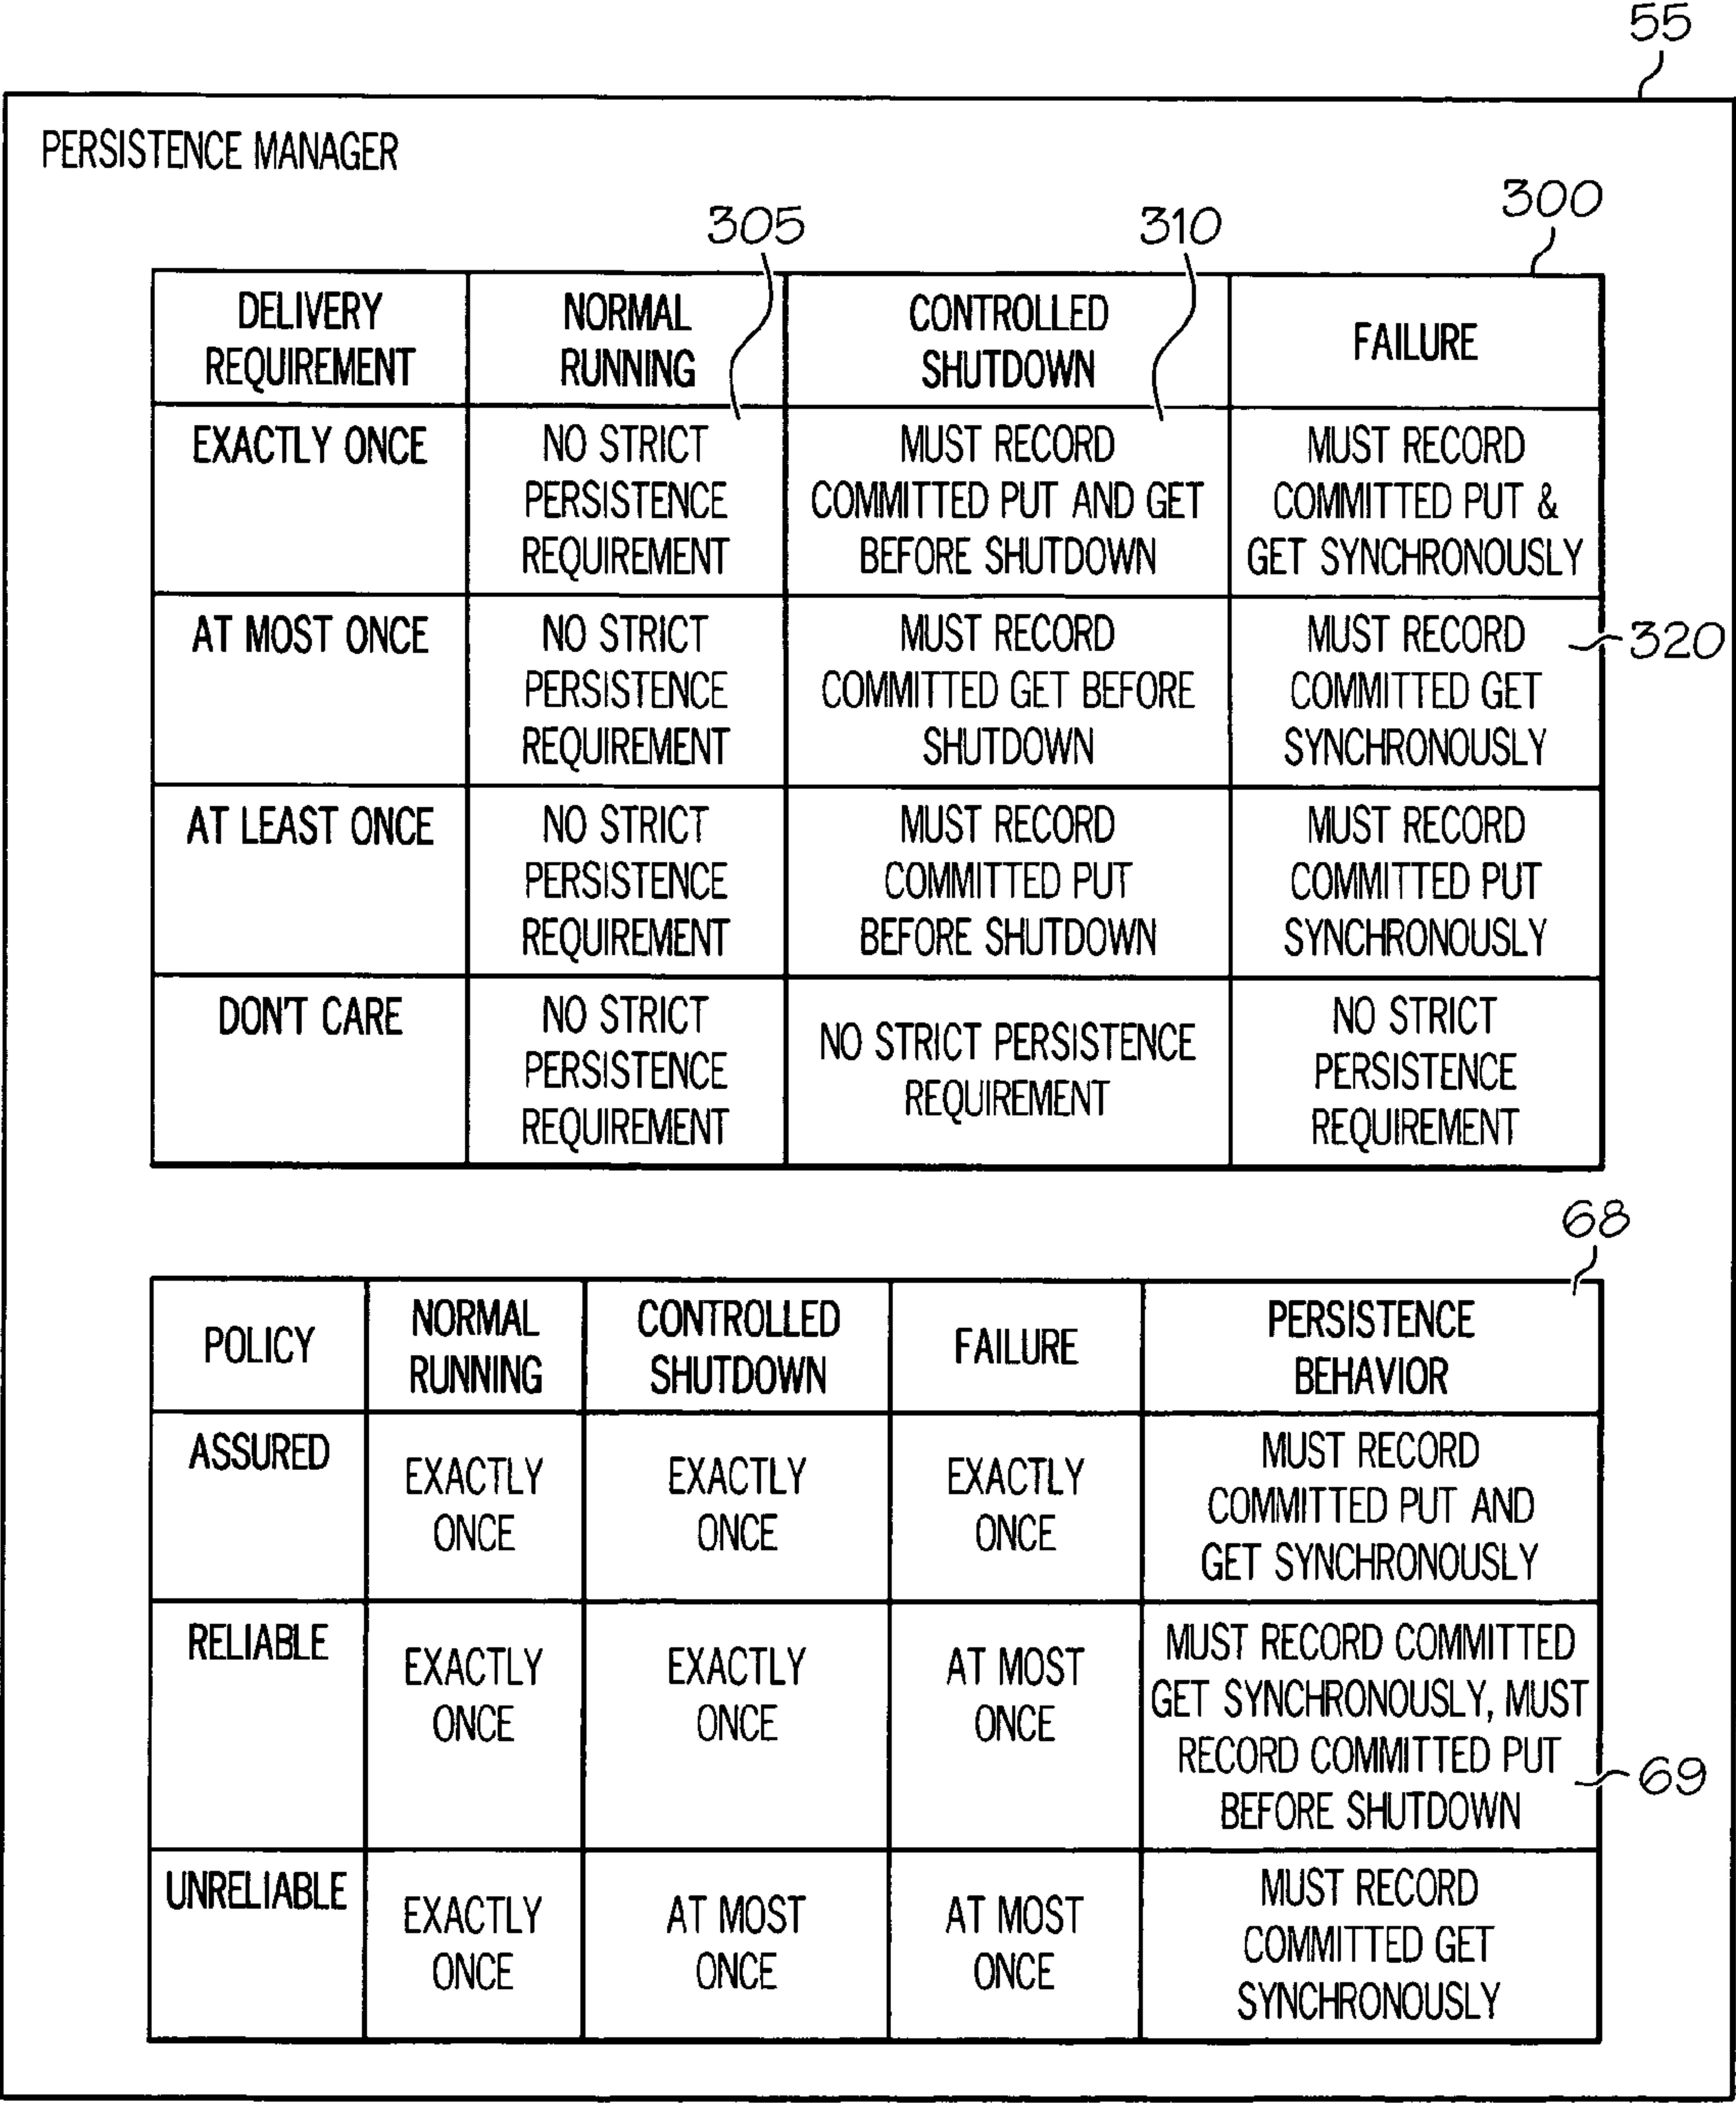 55
PERSISTENCE MANAGER
300
305
310
DELIVERY
REQUIREMENT
NORMAL
RUNNING
CONTROLLED
SHUTDOWN
FAILURE
EXACTLY ONCE
NO STRICT
PERSISTENCE
REQUIREMENT
MUST RECORD
COMMITTED PUT AND GET
BEFORE SHUTDOWN
MUST RECORD
COMMITTED PUT &
GET SYNCHRONOUSLY
AT MOST ONCE
NO STRICT
PERSISTENCE
REQUIREMENT
MUST RECORD
COMMITTED GET BEFORE
SHUTDOWN
MUST RECORD
COMMITTED GET
SYNCHRONOUSLY
320
AT LEAST ONCE
NO STRICT
PERSISTENCE
REQUIREMENT
MUST RECORD
COMMITTED PUT
BEFORE SHUTDOWN
MUST RECORD
COMMITTED PUT
SYNCHRONOUSLY
DON'T CARE
NO STRICT
PERSISTENCE
REQUIREMENT
NO STRICT PERSISTENCE
REQUIREMENT
NO STRICT
PERSISTENCE
REQUIREMENT
68
POLICY
NORMAL
RUNNING
CONTROLLED
SHUTDOWN
FAILURE
PERSISTENCE
BEHAVIOR
ASSURED
EXACTLY
ONCE
EXACTLY
ONCE
EXACTLY
ONCE
MUST RECORD
COMMITTED PUT AND
GET SYNCHRONOUSLY
RELIABLE
EXACTLY
ONCE
EXACTLY
ONCE
AT MOST
ONCE
MUST RECORD COMMITTED
GET SYNCHRONOUSLY, MUST
RECORD COMMITTED PUT
BEFORE SHUTDOWN
69
UNRELIABLE
EXACTLY
ONCE
AT MOST
ONCE
AT MOST
ONCE
MUST RECORD
COMMITTED GET
SYNCHRONOUSLY